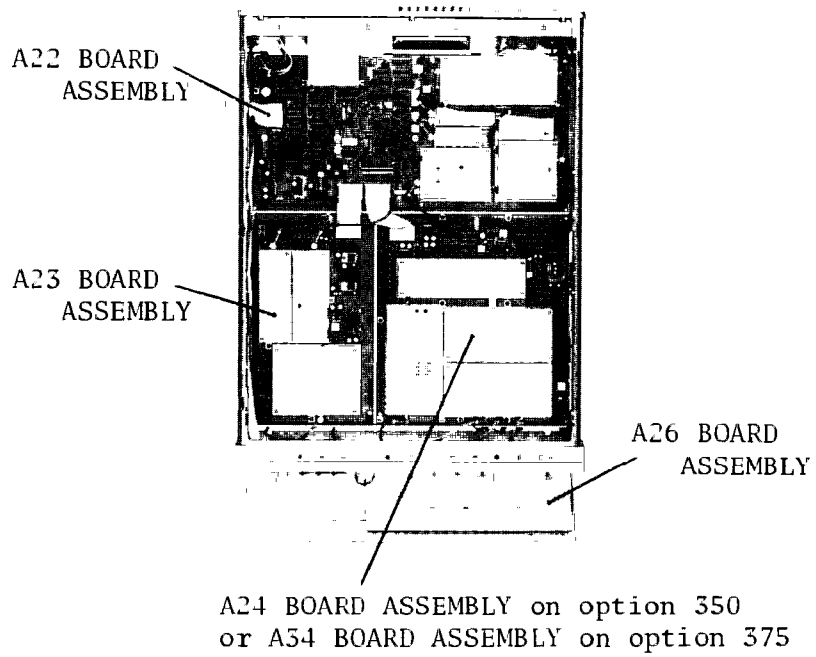 A22 BOARD
ASSEMBLY
A23 BOARD
ASSEMBLY
A26 BOARD
ASSEMBLY
A24 BOARD ASSEMBLY on option 350
or A34 BOARD ASSEMBLY on option 375